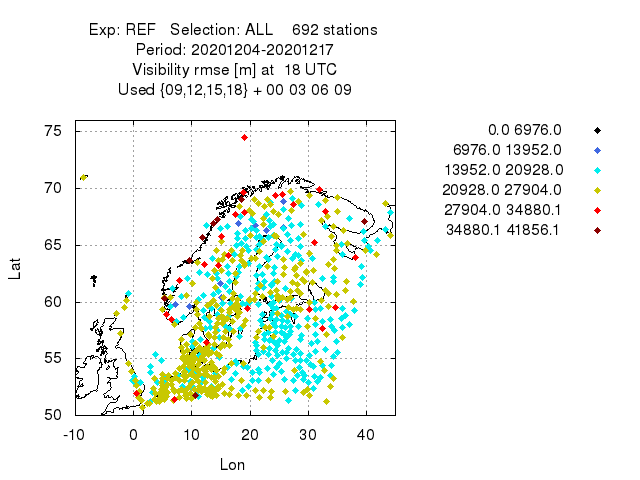 Exp: REF   Selection: ALL    692 stations
Period: 20201204-20201217
Visibility rmse [m] at  18 UTC
Used {09,12,15,18} + 00 03 06 09
0.0 6976.0
6976.0 13952.0
13952.0 20928.0
20928.0 27904.0
27904.0 34880.1
34880.1 41856.1
75
70
65
60
55
50
Lat
-10 0 10 20 30 40
Lon